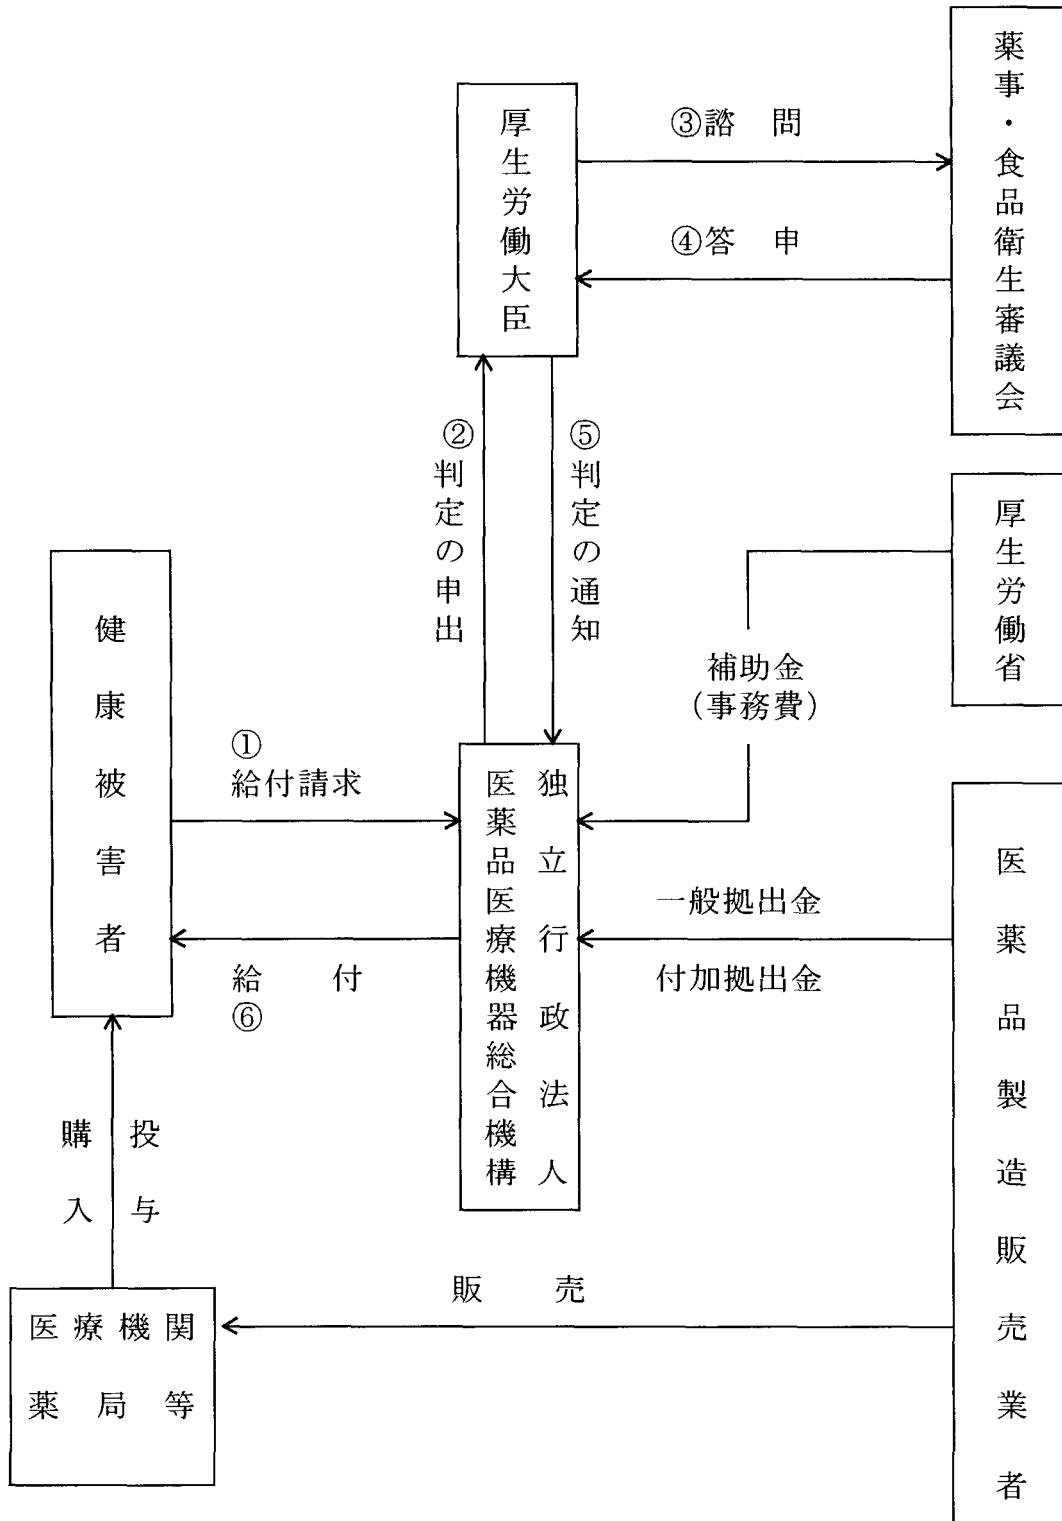 薬事・食品衛生審議会
厚生労働大臣
③諮問
④答申
②判定の申出
⑤判定の通知
厚生労働省
補助金
(事務費)
健康被害者
①
給付請求
独立行政法人
医薬品医療機器総合機構
一般拠出金
付加拠出金
給付
⑥
医薬品製造販売業者
投与
購入
販売
医療機関
薬局等